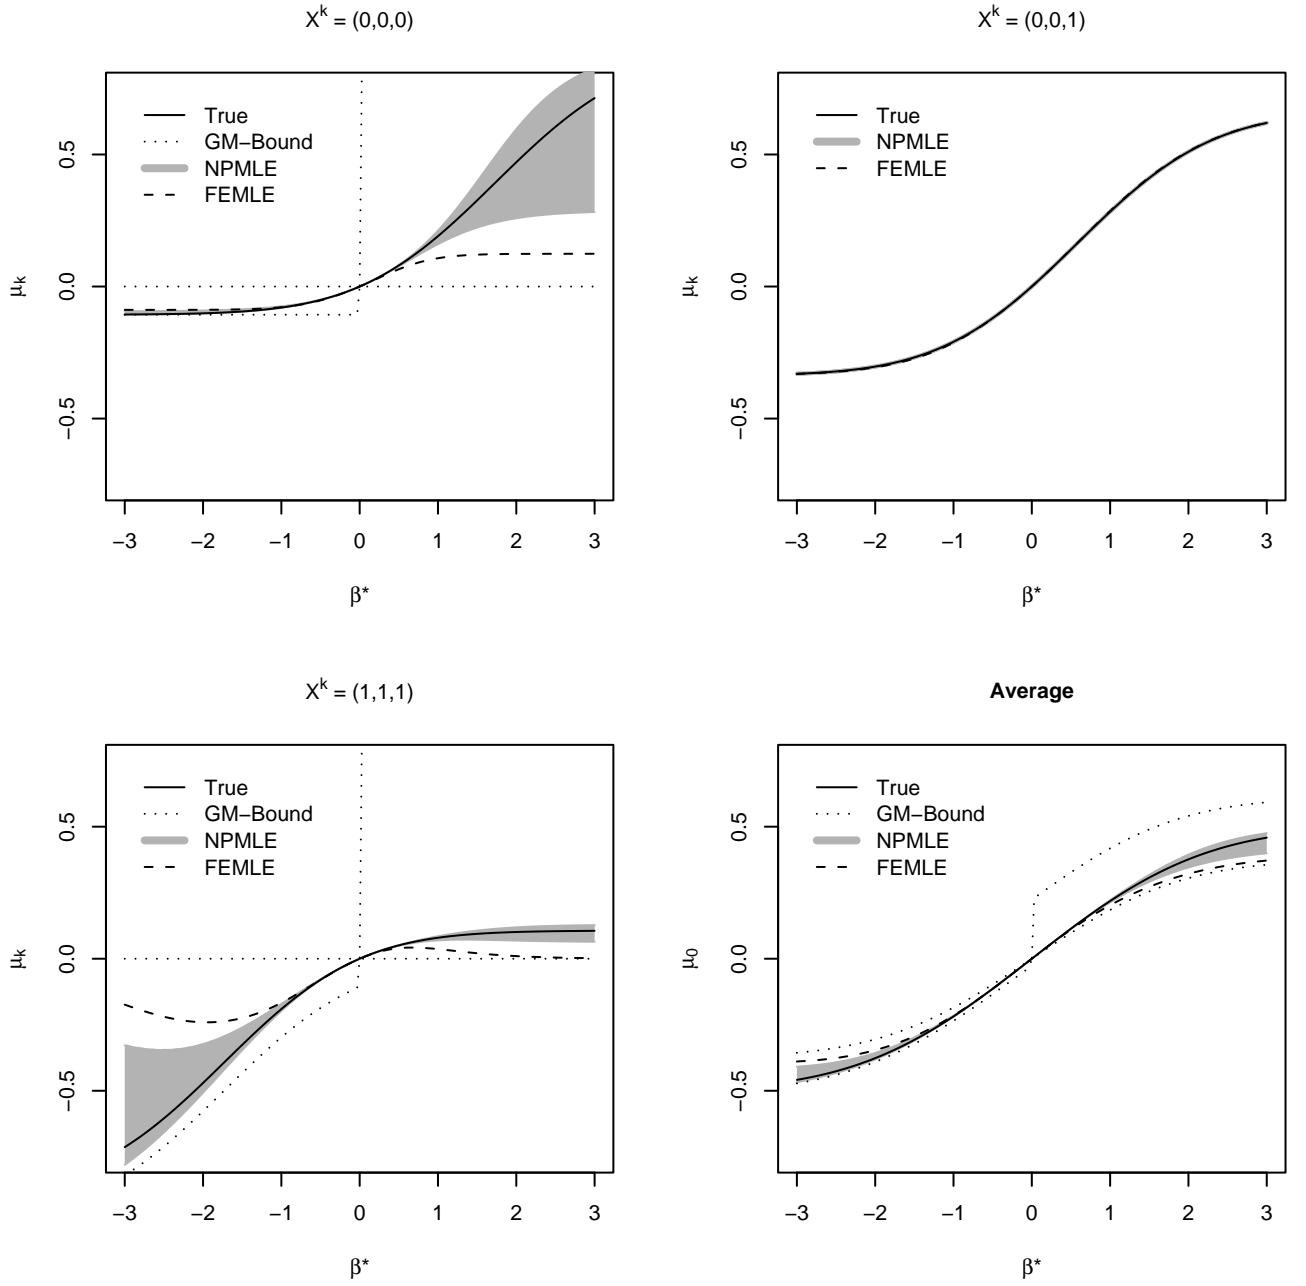 X^k = (0,0,0)
True
GM−Bound
NPMLE
FEMLE
0.5
0.0
−0.5
μk
−3 −2 −1 0 1 2 3
β*
X^k = (0,0,1)
True
NPMLE
FEMLE
0.5
0.0
−0.5
μk
−3 −2 −1 0 1 2 3
β*
X^k = (1,1,1)
True
GM−Bound
NPMLE
FEMLE
0.5
0.0
−0.5
μk
−3 −2 −1 0 1 2 3
β*
Average
True
GM−Bound
NPMLE
FEMLE
0.5
0.0
−0.5
μ0
−3 −2 −1 0 1 2 3
β*